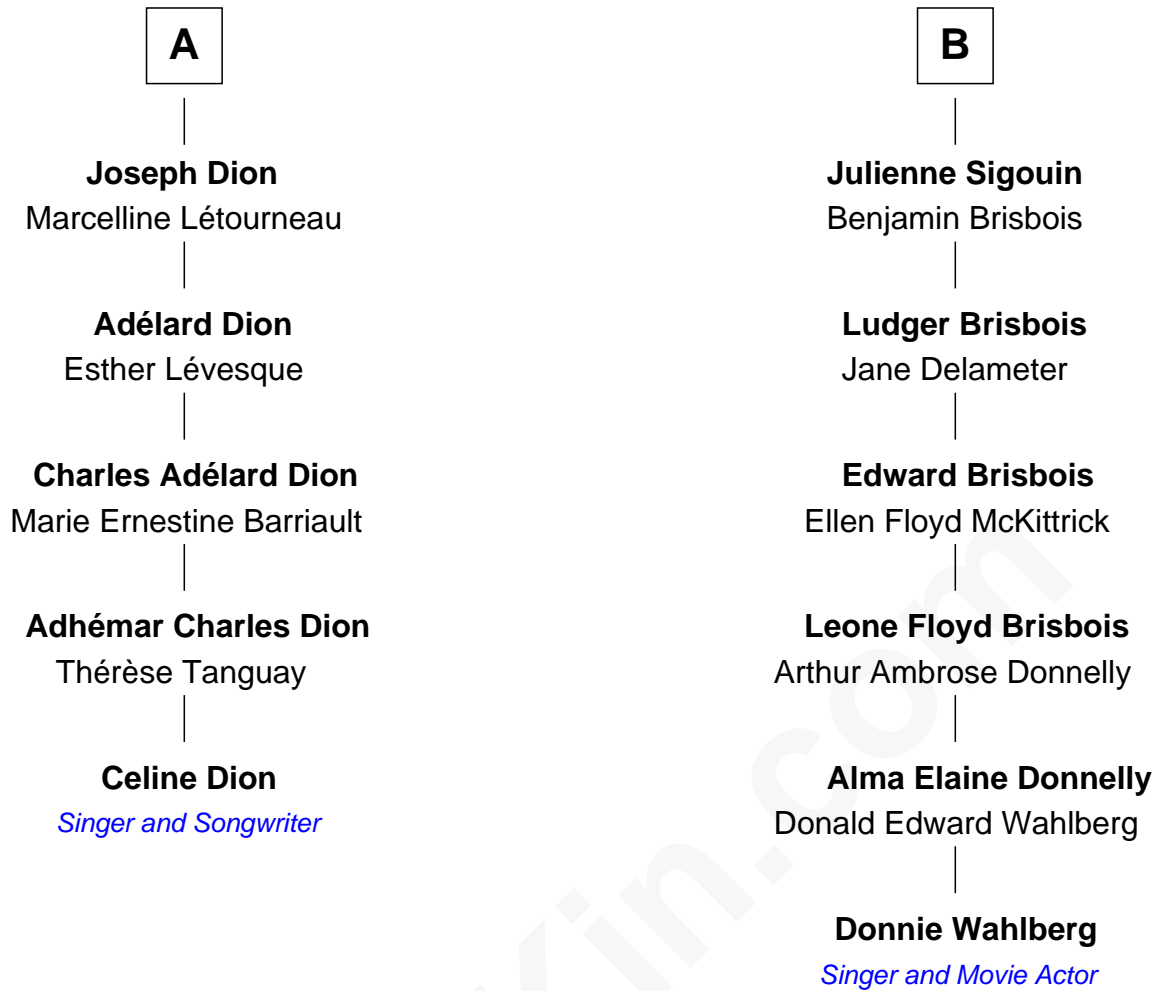 A
Joseph Dion
Marcelline Létourneau
Adélard Dion
Esther Lévesque
Charles Adélard Dion
Marie Ernestine Barriault
Adhémar Charles Dion
Thérèse Tanguay
Celine Dion
Singer and Songwriter
B
Julienne Sigouin
Benjamin Brisbois
Ludger Brisbois
Jane Delameter
Edward Brisbois
Ellen Floyd McKittrick
Leone Floyd Brisbois
Arthur Ambrose Donnelly
Alma Elaine Donnelly
Donald Edward Wahlberg
Donnie Wahlberg
Singer and Movie Actor
Kin.com